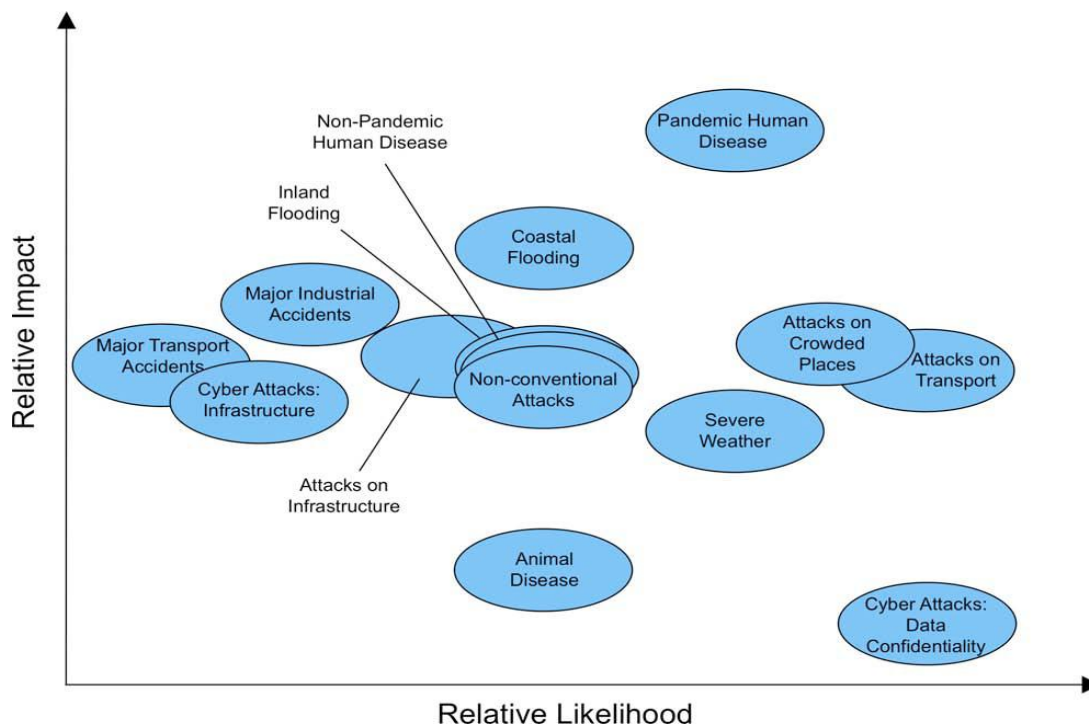 Relative Impact
Pandemic Human
Disease
Non-Pandemic
Human Disease
Inland
Flooding
Coastal
Flooding
Major Industrial
Accidents
Attacks on
Crowded
Places
Major Transport
Accidents
Attacks on
Transport
Cyber Attacks:
Infrastructure
Non-conventional
Attacks
Severe
Weather
Attacks on
Infrastructure
Animal
Disease
Cyber Attacks:
Data
Confidentiality
Relative Likelihood